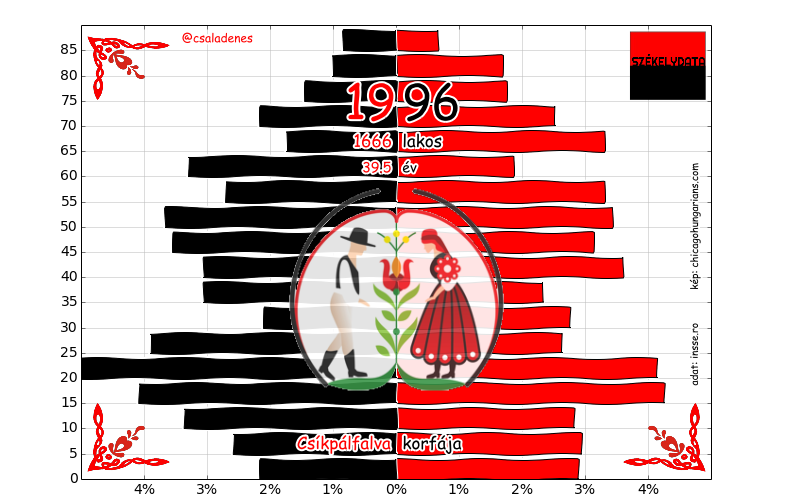 @csaladenes
SZÉKELYDATA
1996
1666 lakos
39.5 év
kép: chicagohungarians.com
adat: insse.ro
Csíkpálfalva korfája
85
80
75
70
65
60
55
50
45
40
35
30
25
20
15
10
5
0
4% 3% 2% 1% 0% 1% 2% 3% 4%